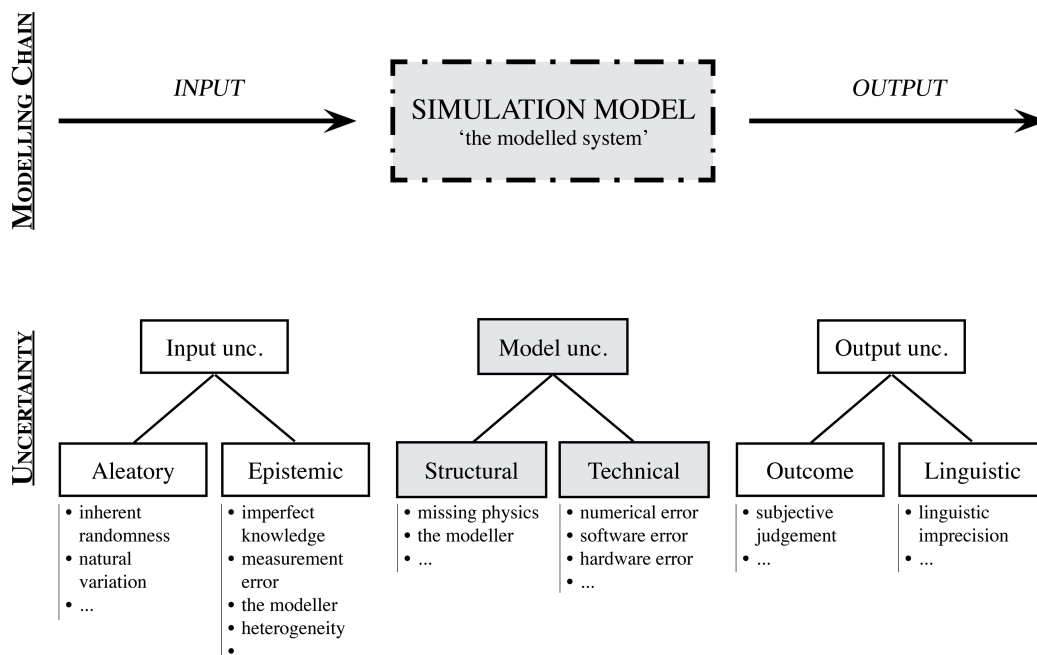 MODELLING CHAIN
INPUT
SIMULATION MODEL
‘the modelled system’
OUTPUT
UNCERTAINTY
Input unc.
Model unc.
Output unc.
Aleatory
Epistemic
Structural
Technical
Outcome
Linguistic
• inherent
randomness
• natural
variation
• ...
• imperfect
knowledge
• measurement
error
• the modeller
• heterogeneity
•
• missing physics
• the modeller
• ...
• numerical error
• software error
• hardware error
• ...
• subjective
judgement
• ...
• linguistic
imprecision
• ...